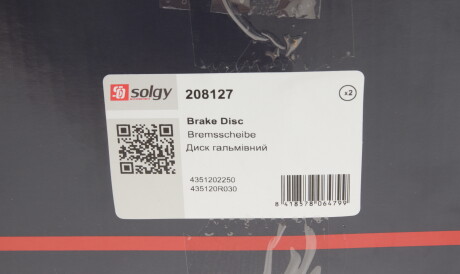 solgy 208127 x2
Brake Disc
Bremsscheibe
Диск гальмівний
4351202250
435120R030
8 418578 064799